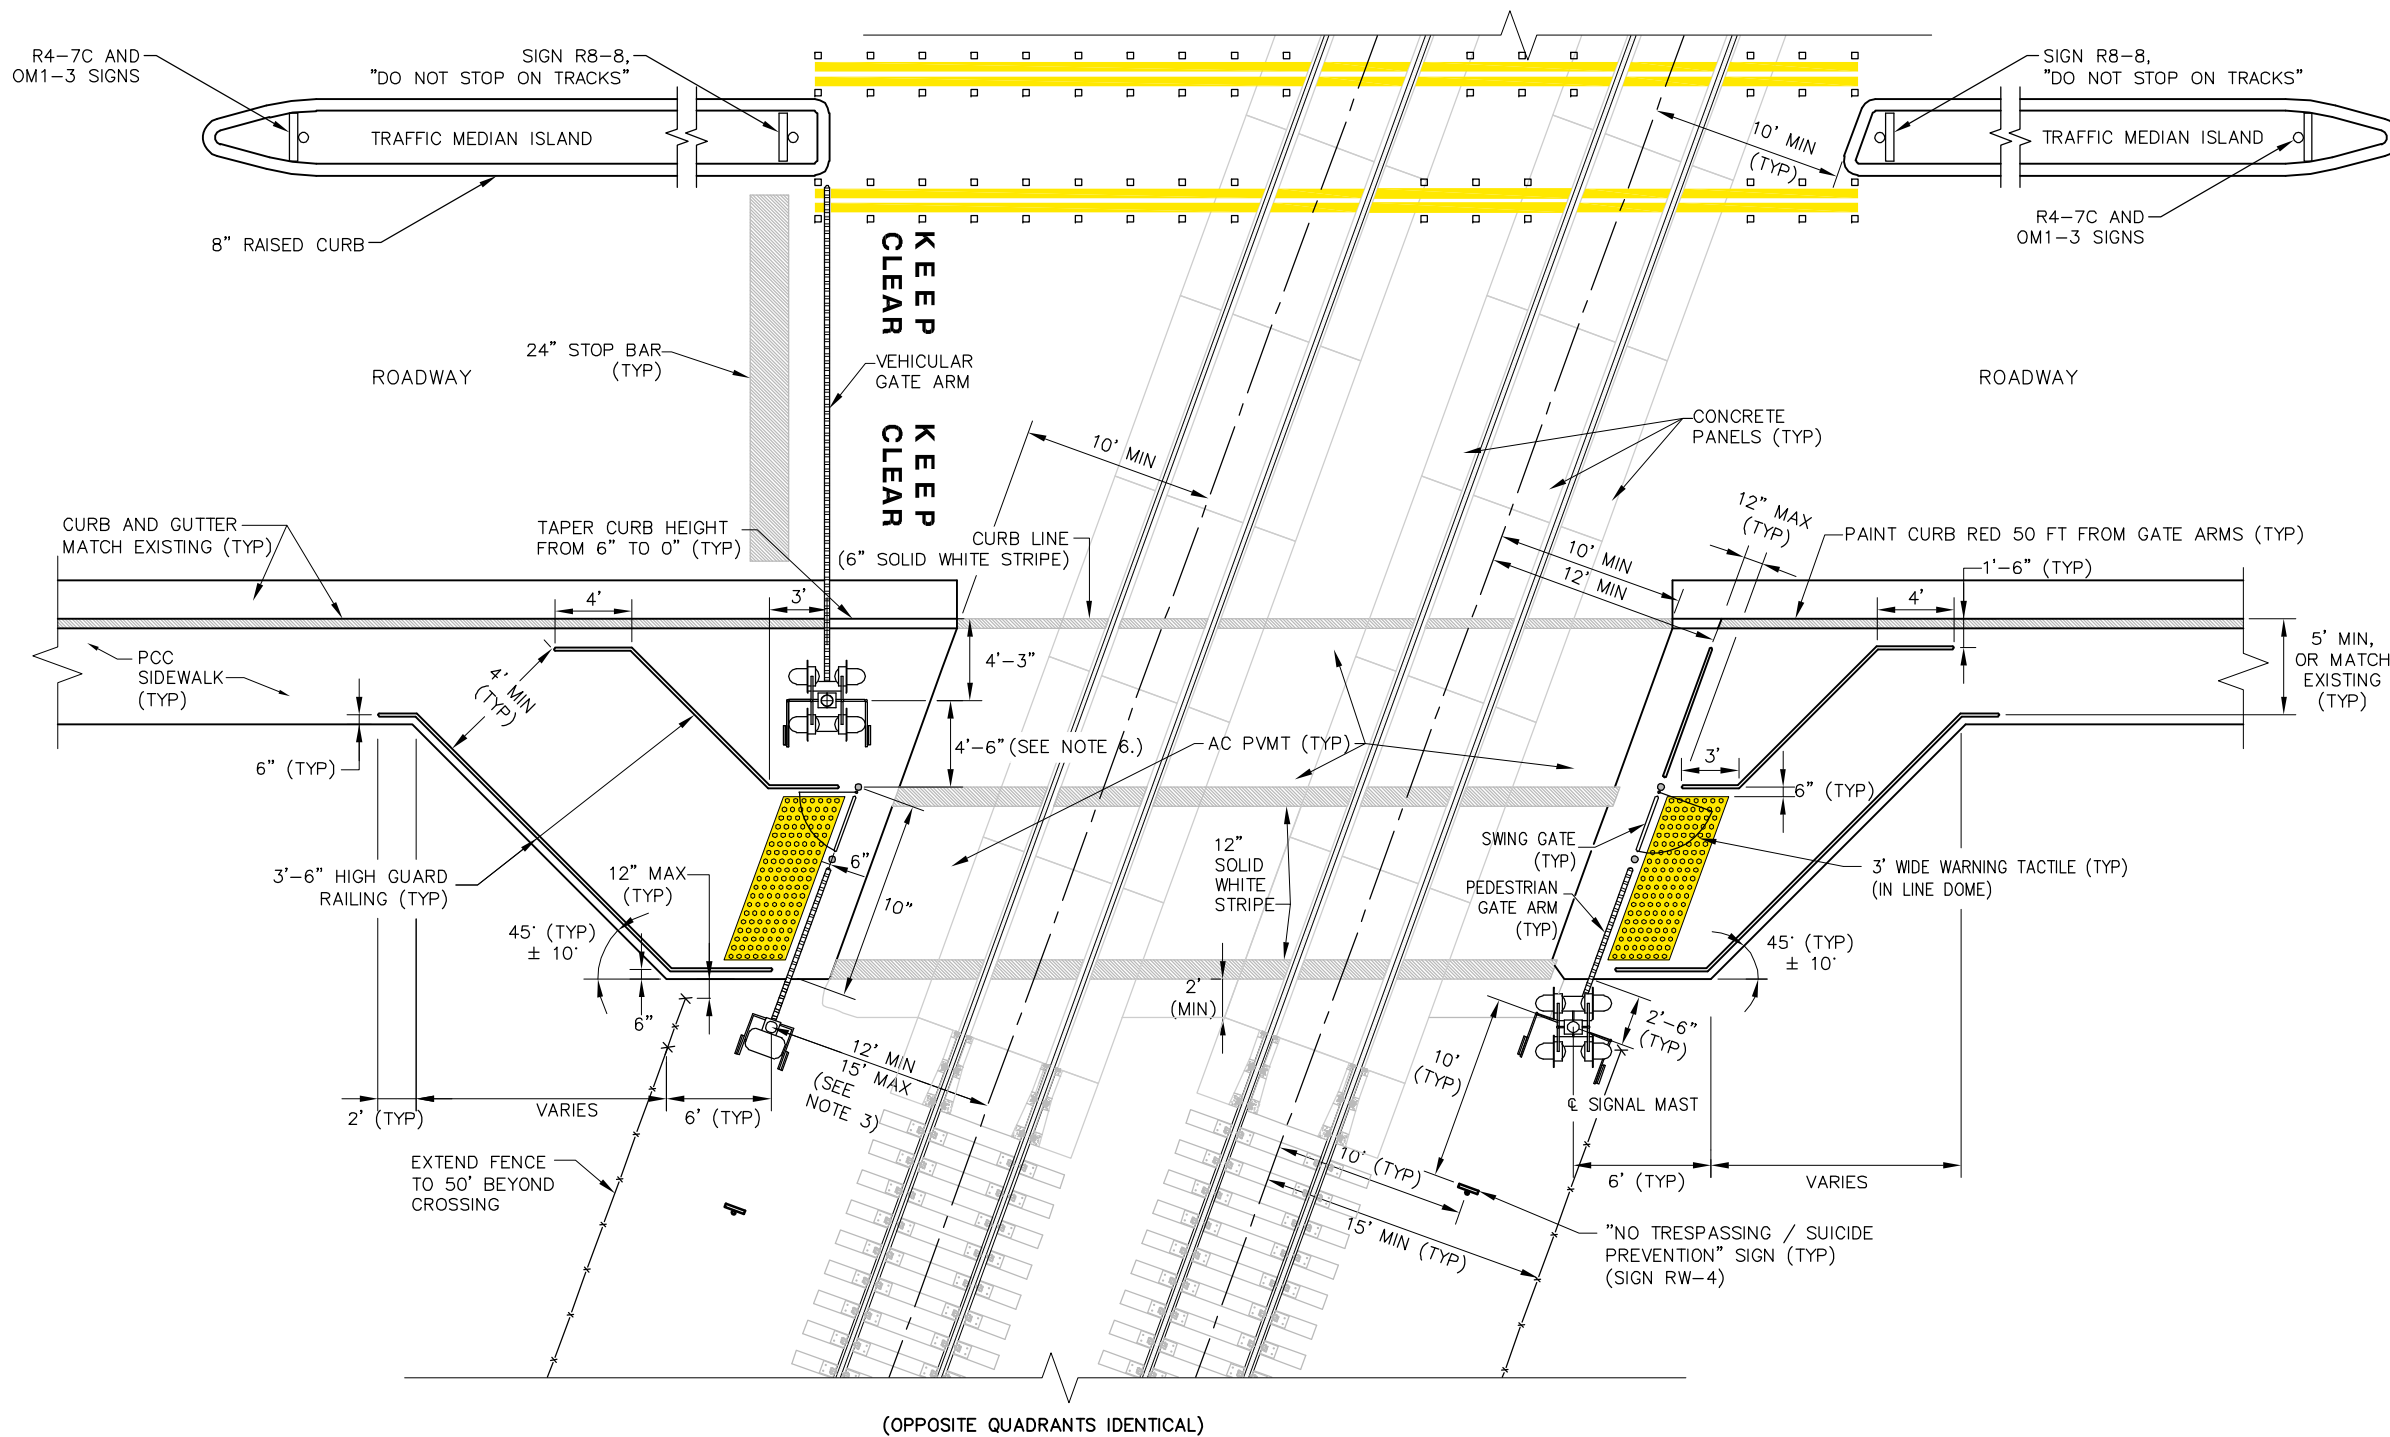 R4-7C AND
OM1-3 SIGNS
SIGN R8-8,
"DO NOT STOP ON TRACKS"
SIGN R8-8,
"DO NOT STOP ON TRACKS"
TRAFFIC MEDIAN ISLAND
10' MIN
(TYP)
TRAFFIC MEDIAN ISLAND
8" RAISED CURB
R4-7C AND
OM1-3 SIGNS
KEEP
CLEAR
24" STOP BAR
(TYP)
VEHICULAR
GATE ARM
ROADWAY
ROADWAY
KEEP
CLEAR
10' MIN
CONCRETE
PANELS (TYP)
CURB AND GUTTER
MATCH EXISTING (TYP)
TAPER CURB HEIGHT
FROM 6" TO 0" (TYP)
CURB LINE
(6" SOLID WHITE STRIPE)
12" MAX
(TYP)
PAINT CURB RED 50 FT FROM GATE ARMS (TYP)
10' MIN
12' MIN
1'-6" (TYP)
4'
3'
4'
PCC
SIDEWALK
(TYP)
4' MIN
(TYP)
4'-3"
5' MIN,
OR MATCH
EXISTING
(TYP)
6" (TYP)
4'-6" (SEE NOTE 6.)
AC PVMT (TYP)
3'
6" (TYP)
3'-6" HIGH GUARD
RAILING (TYP)
12" MAX
(TYP)
6"
10"
12"
SOLID
WHITE
STRIPE
SWING GATE
(TYP)
PEDESTRIAN
GATE ARM
(TYP)
3' WIDE WARNING TACTILE (TYP)
(IN LINE DOME)
45° (TYP)
± 10°
45° (TYP)
± 10°
6"
2'
(MIN)
2'-6"
(TYP)
12' MIN
15' MAX
(SEE
NOTE 3)
10'
(TYP)
2' (TYP)
VARIES
6' (TYP)
℄ SIGNAL MAST
EXTEND FENCE
TO 50' BEYOND
CROSSING
10' (TYP)
15' MIN (TYP)
6' (TYP)
VARIES
"NO TRESPASSING / SUICIDE
PREVENTION" SIGN (TYP)
(SIGN RW-4)
(OPPOSITE QUADRANTS IDENTICAL)